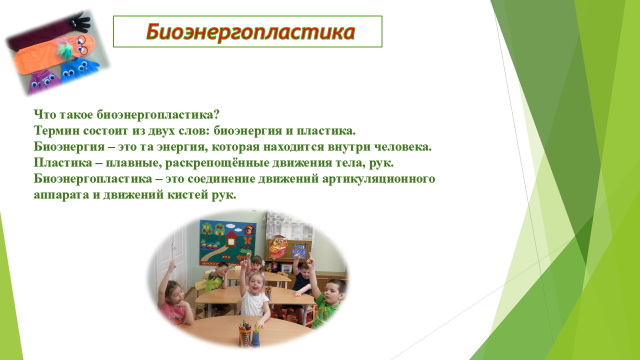 Биоэнергопластика
Что такое биоэнергопластика?
Термин состоит из двух слов: биоэнергия и пластика.
Биоэнергия – это та энергия, которая находится внутри человека.
Пластика – плавные, раскрепощённые движения тела, рук.
Биоэнергопластика – это соединение движений артикуляционного
аппарата и движений кистей рук.